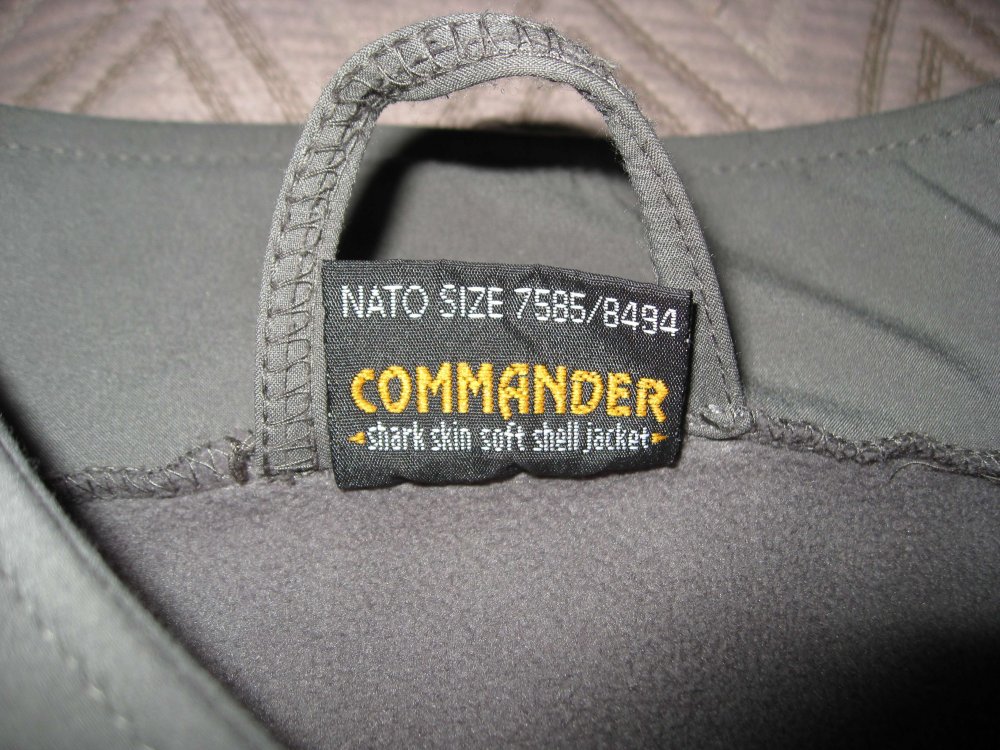 NATO SIZE 7585/8494
COMMANDER
shark skin soft shell jacket